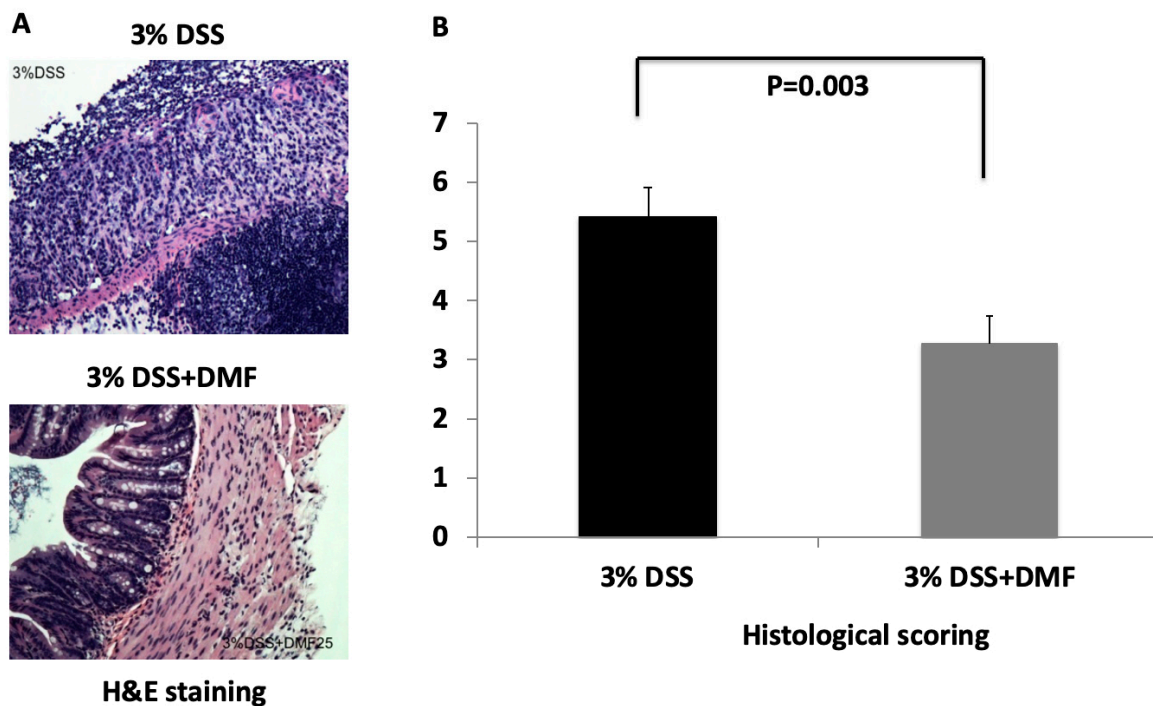 A
3% DSS
3%DSS
3% DSS+DMF
3%DSS+DMF25
H&E staining
B
P=0.003
7
6
5
4
3
2
1
0
3% DSS
3% DSS+DMF
Histological scoring